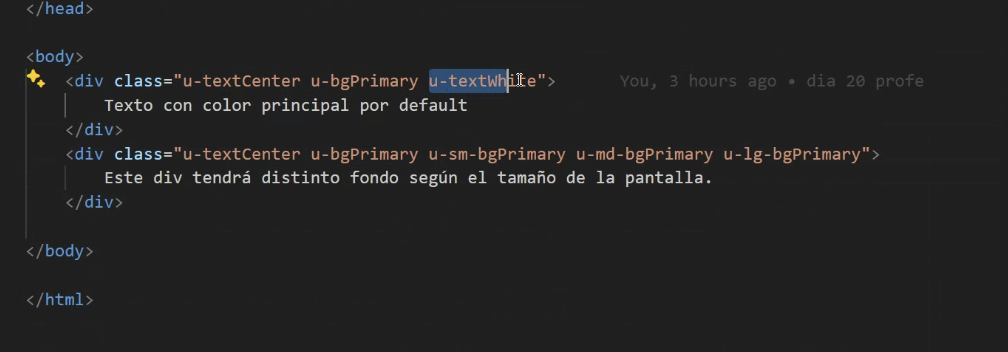 </head>
<body>
<div class="u-textCenter u-bgPrimary u-textWhite"> You, 3 hours ago • dia 20 profe
Texto con color principal por default
</div>
<div class="u-textCenter u-bgPrimary u-sm-bgPrimary u-md-bgPrimary u-lg-bgPrimary">
Este div tendrá distinto fondo según el tamaño de la pantalla.
</div>
</body>
</html>